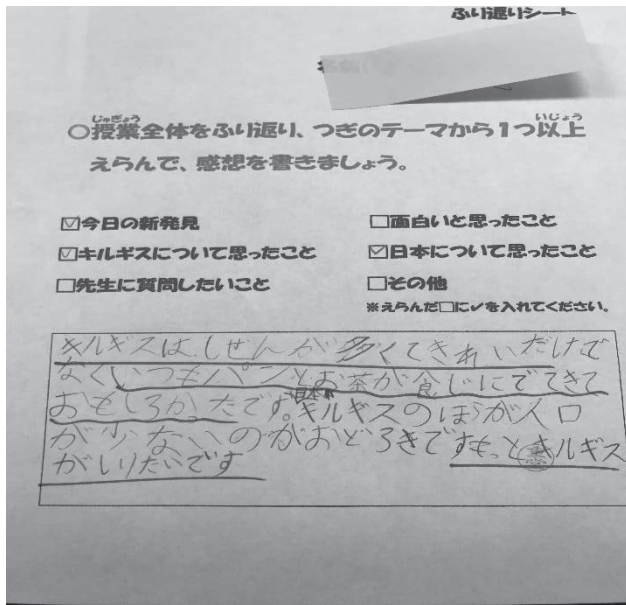 ふり返りシート
○授業全体をふり返り、つぎのテーマから1つ以上
えらんで、感想を書きましょう。
☑今日の新発見
□面白いと思ったこと
☑キルギスについて思ったこと
☑日本について思ったこと
□先生に質問したいこと
□その他
※えらんだ□に✓を入れてください。
キルギスは、しぜんが多くてきれいだけで
なくいつもパンとお茶が食じにでてきて
おもしろかったです。キルギスのほうが人口
が少ないのがおどろきですもっとキルギス
がしりたいです